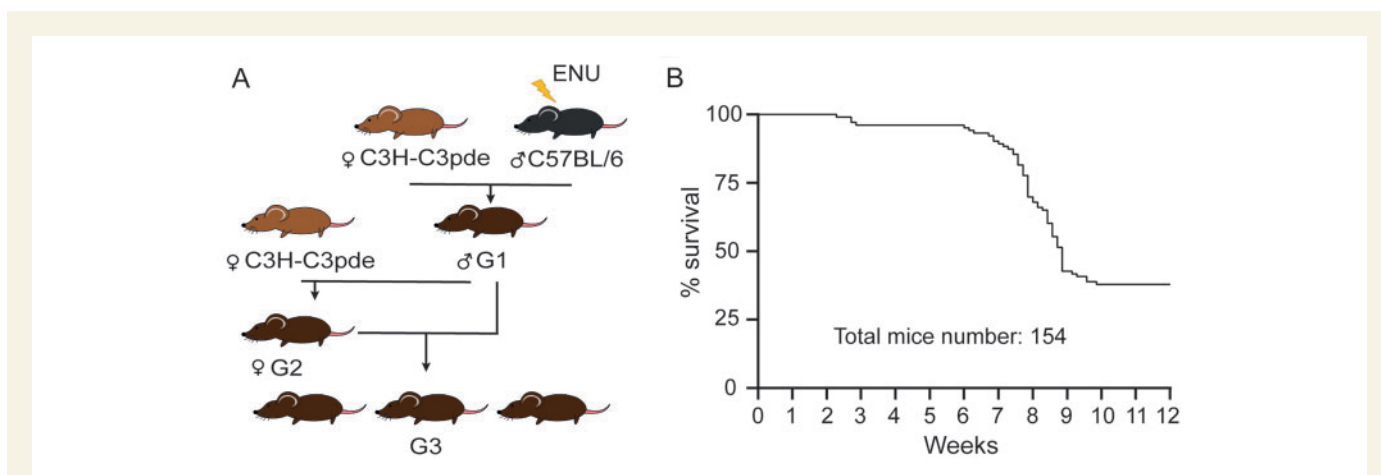 A
ENU
♀ C3H-C3pde
♂C57BL/6
♀ C3H-C3pde
♂G1
♀ G2
G3
B
% survival
100
75
50
25
0
Total mice number: 154
0 1 2 3 4 5 6 7 8 9 10 11 12
Weeks